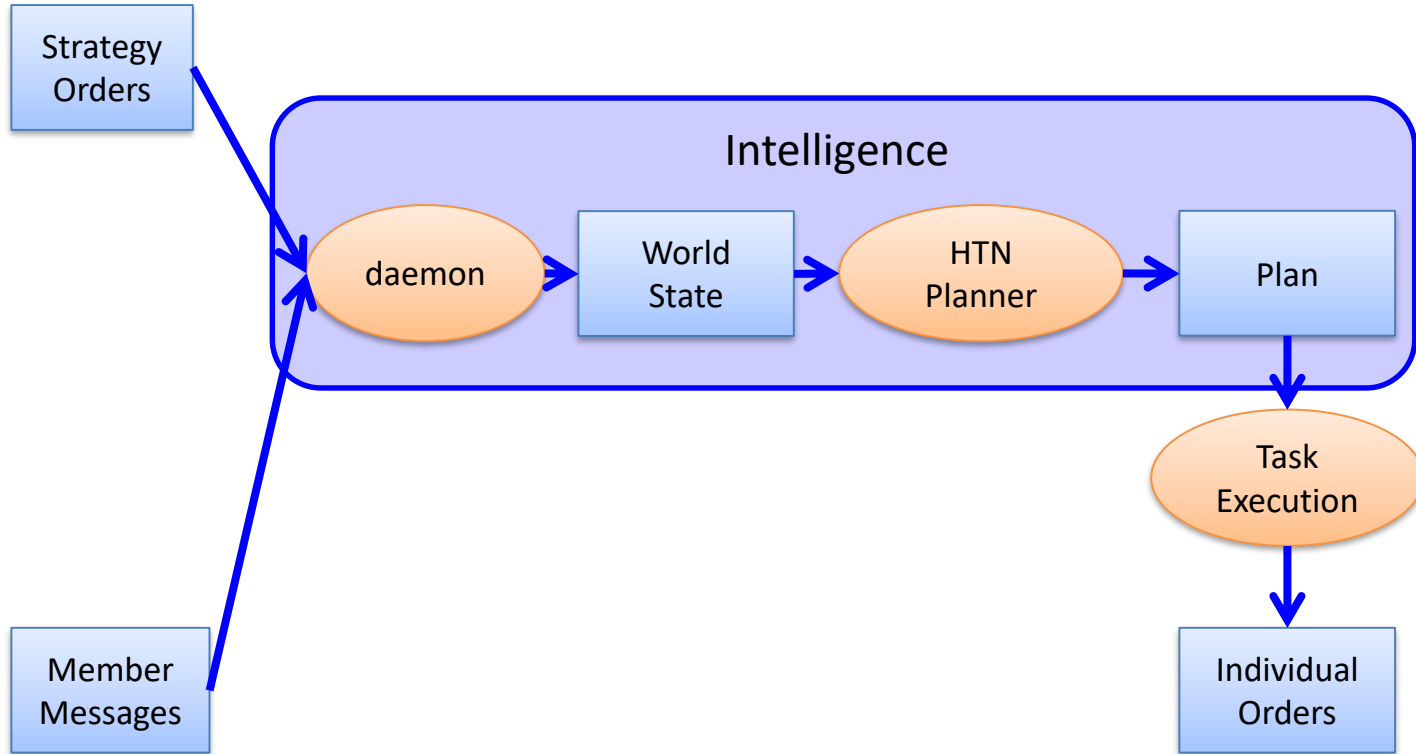 Strategy
Orders
Intelligence
daemon
World
State
HTN
Planner
Plan
Task
Execution
Member
Messages
Individual
Orders